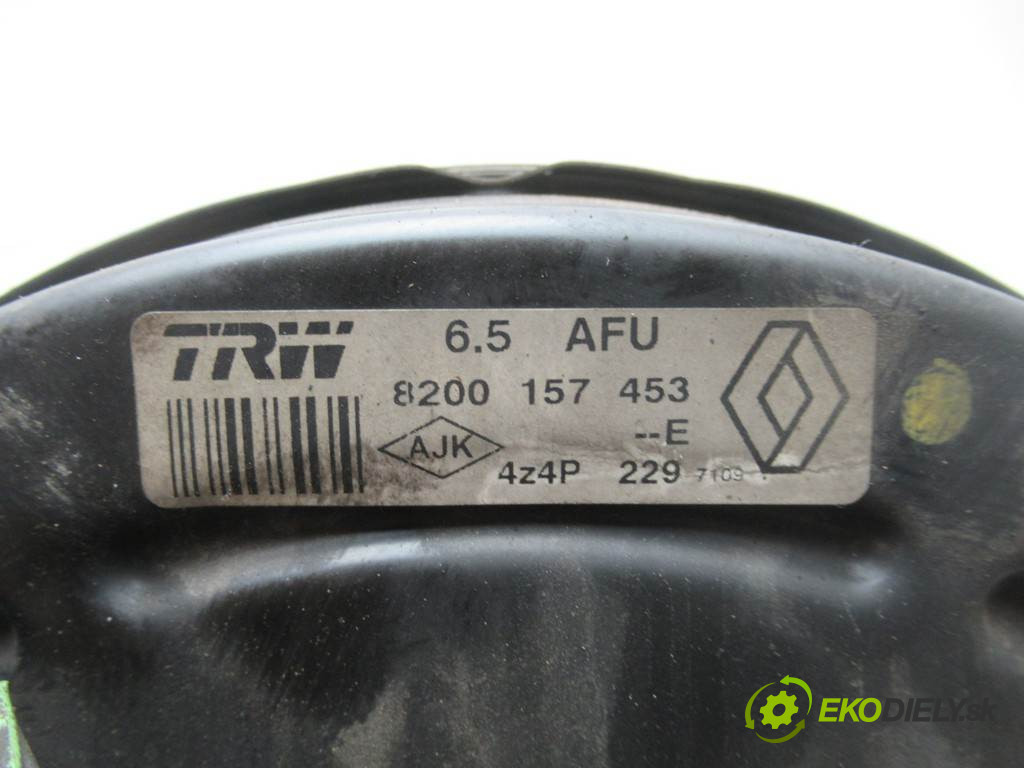 TRW 6.5 AFU
8200 157 453
AJK --E
4z4P 229 7109
EKODIELY.sk